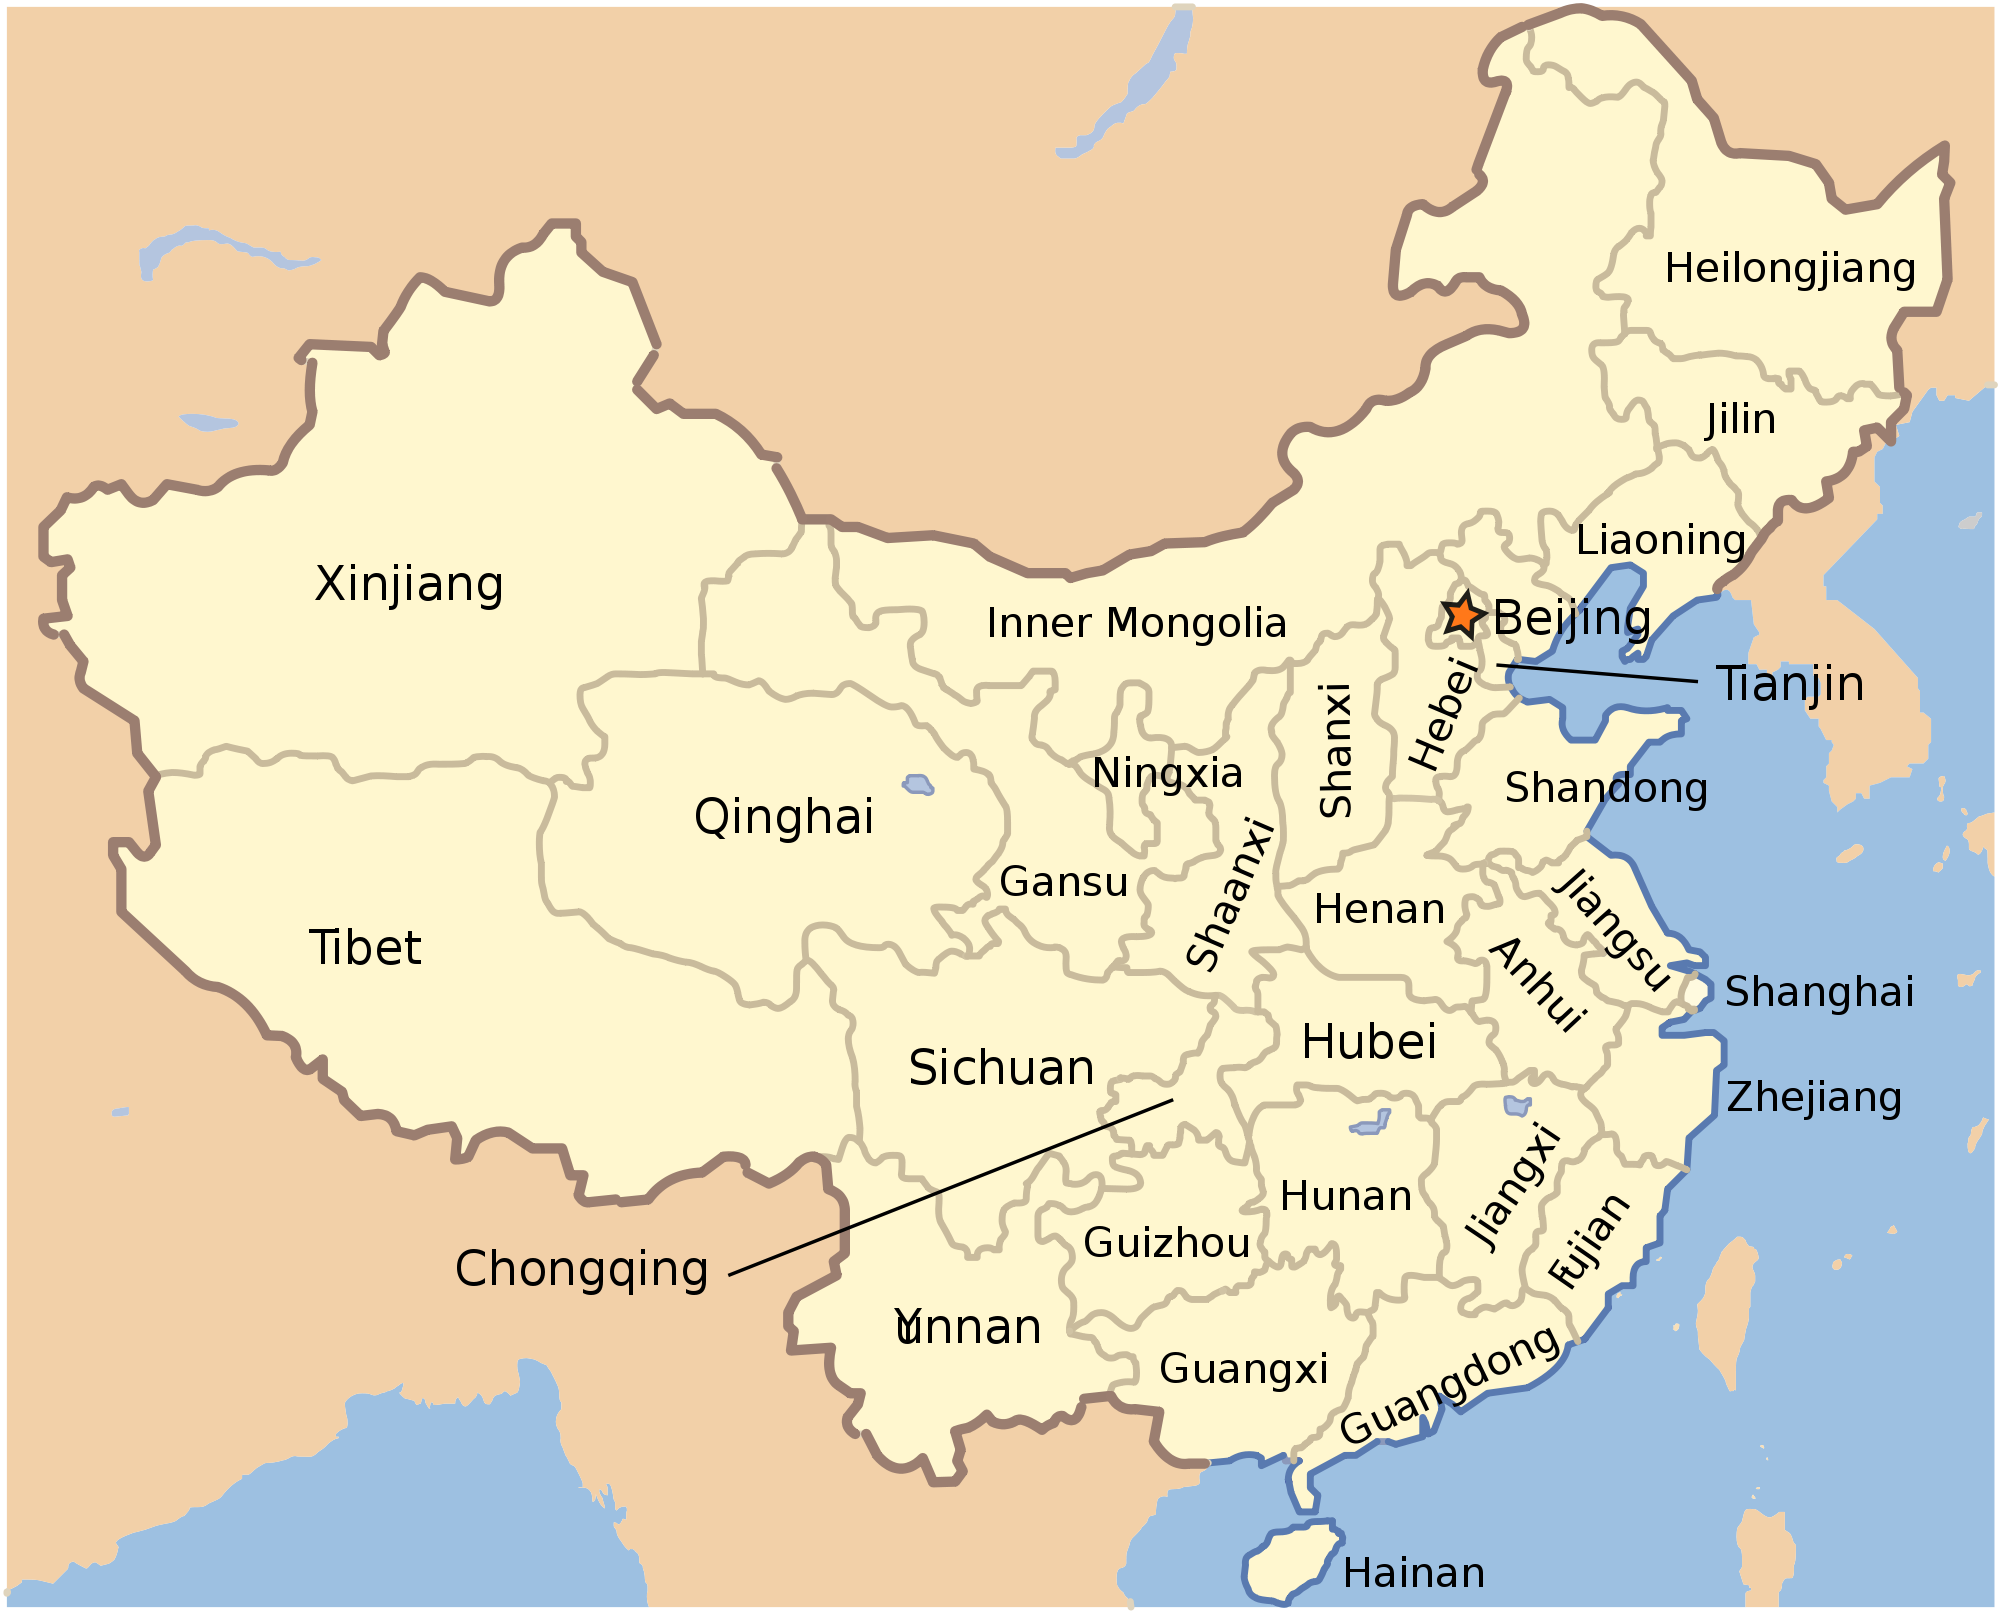 Heilongjiang
Jilin
Liaoning
Xinjiang
Inner Mongolia
Beijing
Tianjin
Hebei
Shanxi
Ningxia
Shandong
Qinghai
Gansu
Shaanxi
Henan
Jiangsu
Tibet
Anhui
Shanghai
Hubei
Sichuan
Zhejiang
Jiangxi
Hunan
Fujian
Guizhou
Chongqing
Yunnan
Guangxi
Guangdong
Hainan